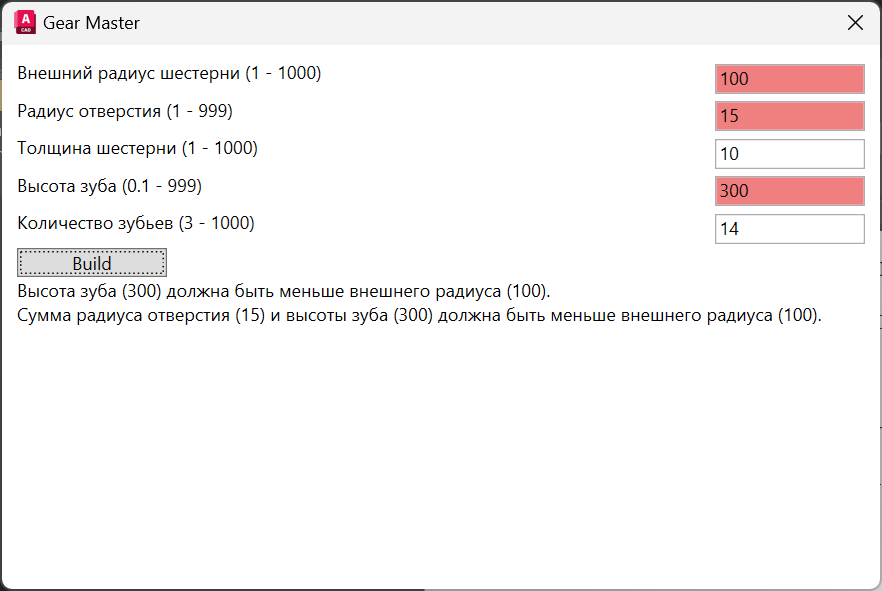 A CAD Gear Master
Внешний радиус шестерни (1 - 1000) 100
Радиус отверстия (1 - 999) 15
Толщина шестерни (1 - 1000) 10
Высота зуба (0.1 - 999) 300
Количество зубьев (3 - 1000) 14
Build
Высота зуба (300) должна быть меньше внешнего радиуса (100).
Сумма радиуса отверстия (15) и высоты зуба (300) должна быть меньше внешнего радиуса (100).